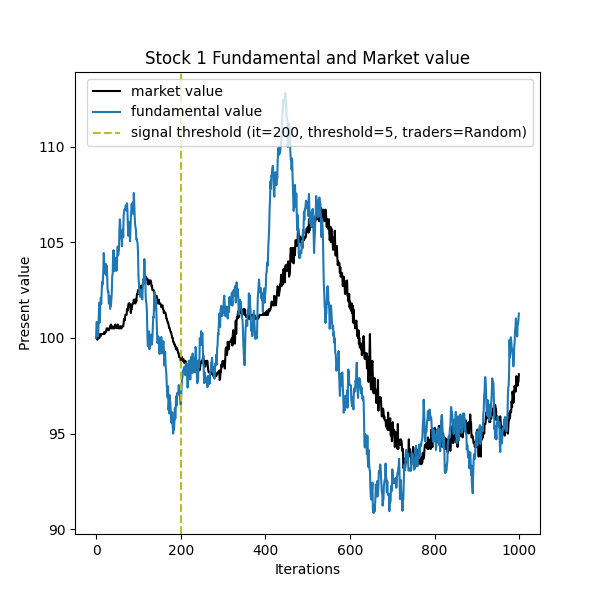 Stock 1 Fundamental and Market value
market value
fundamental value
signal threshold (it=200, threshold=5, traders=Random)
110
105
100
95
90
Present value
0 200 400 600 800 1000
Iterations